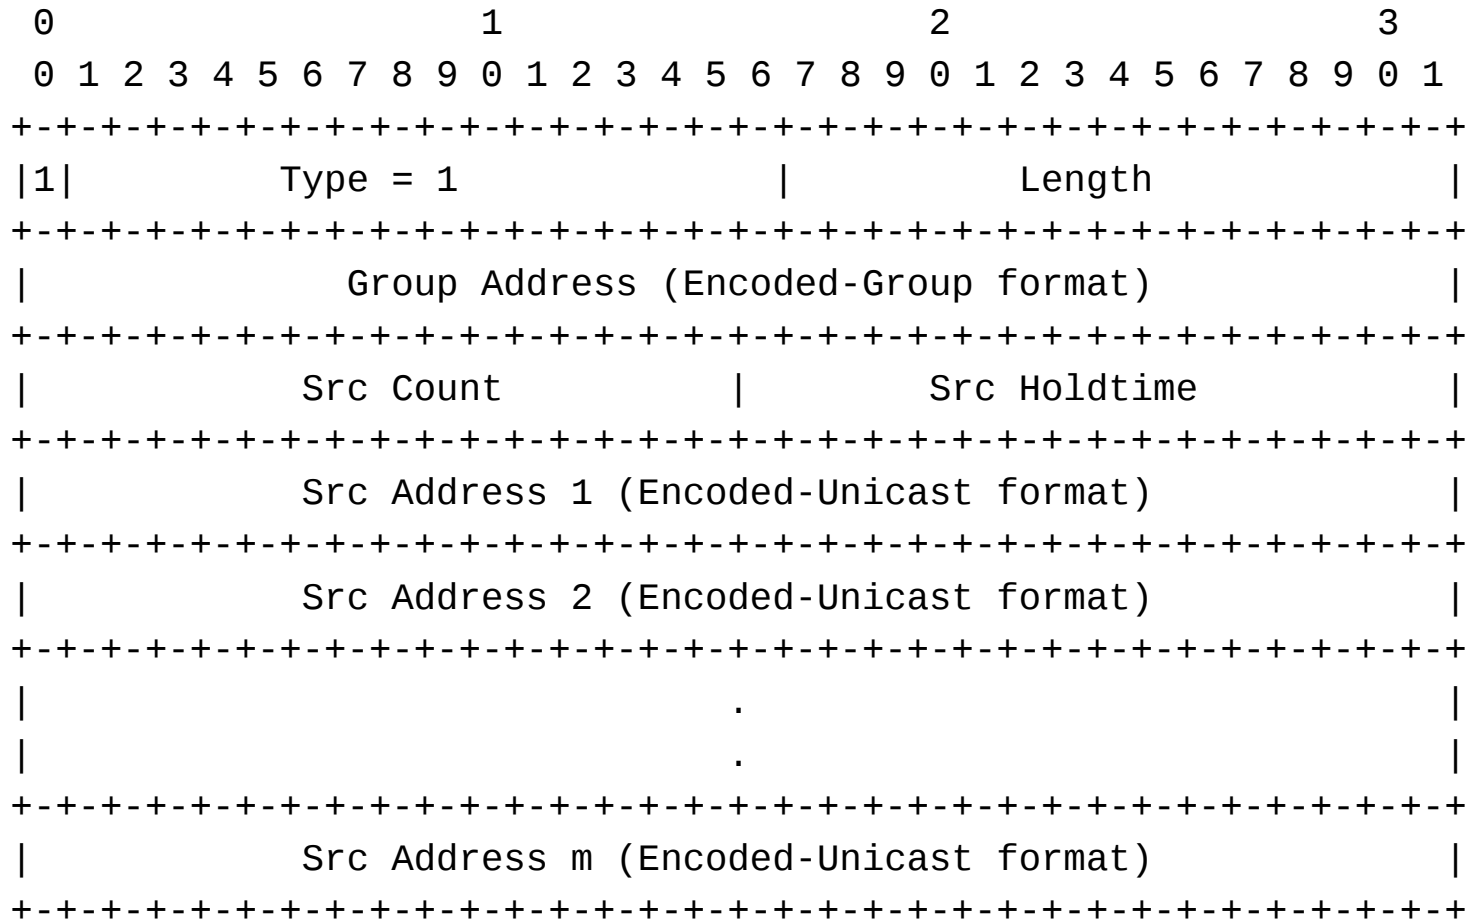 0                   1                   2                   3
 0 1 2 3 4 5 6 7 8 9 0 1 2 3 4 5 6 7 8 9 0 1 2 3 4 5 6 7 8 9 0 1
+-+-+-+-+-+-+-+-+-+-+-+-+-+-+-+-+-+-+-+-+-+-+-+-+-+-+-+-+-+-+-+-+
|1|         Type = 1              |          Length             |
+-+-+-+-+-+-+-+-+-+-+-+-+-+-+-+-+-+-+-+-+-+-+-+-+-+-+-+-+-+-+-+-+
|              Group Address (Encoded-Group format)             |
+-+-+-+-+-+-+-+-+-+-+-+-+-+-+-+-+-+-+-+-+-+-+-+-+-+-+-+-+-+-+-+-+
|            Src Count          |        Src Holdtime           |
+-+-+-+-+-+-+-+-+-+-+-+-+-+-+-+-+-+-+-+-+-+-+-+-+-+-+-+-+-+-+-+-+
|            Src Address 1 (Encoded-Unicast format)             |
+-+-+-+-+-+-+-+-+-+-+-+-+-+-+-+-+-+-+-+-+-+-+-+-+-+-+-+-+-+-+-+-+
|            Src Address 2 (Encoded-Unicast format)             |
+-+-+-+-+-+-+-+-+-+-+-+-+-+-+-+-+-+-+-+-+-+-+-+-+-+-+-+-+-+-+-+-+
|                               .                               |
|                               .                               |
+-+-+-+-+-+-+-+-+-+-+-+-+-+-+-+-+-+-+-+-+-+-+-+-+-+-+-+-+-+-+-+-+
|            Src Address m (Encoded-Unicast format)             |
+-+-+-+-+-+-+-+-+-+-+-+-+-+-+-+-+-+-+-+-+-+-+-+-+-+-+-+-+-+-+-+-+